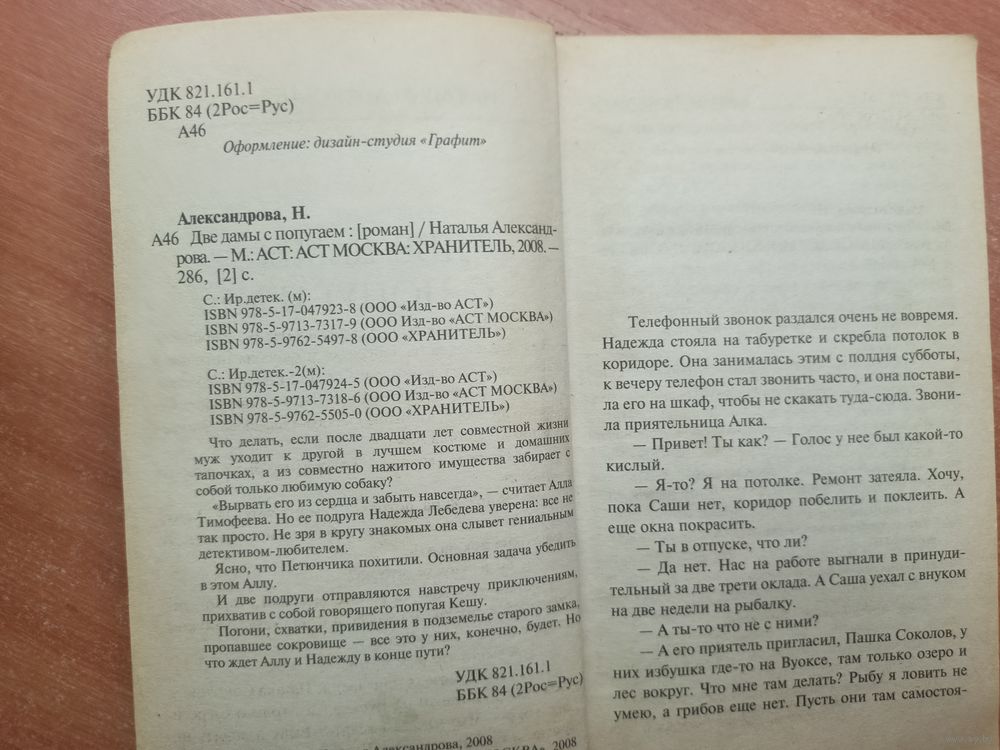 УДК 821.161.1
ББК 84 (2Рос=Рус)
А46
Оформление: дизайн-студия «Графит»
Александрова, Н.
А46 Две дамы с попугаем : [роман] / Наталья Александ-
рова. — М.: АСТ: АСТ МОСКВА: ХРАНИТЕЛЬ, 2008. —
286, [2] с.
С.: Ир.детек. (м):
ISBN 978-5-17-047923-8 (ООО «Изд-во АСТ»)
ISBN 978-5-9713-7317-9 (ООО Изд-во «АСТ МОСКВА»)
ISBN 978-5-9762-5497-8 (ООО «ХРАНИТЕЛЬ»)
С.: Ир.детек.-2(м):
ISBN 978-5-17-047924-5 (ООО «Изд-во АСТ»)
ISBN 978-5-9713-7318-6 (ООО Изд-во «АСТ МОСКВА»)
ISBN 978-5-9762-5505-0 (ООО «ХРАНИТЕЛЬ»)
Что делать, если после двадцати лет совместной жизни
муж уходит к другой в лучшем костюме и домашних
тапочках, а из совместно нажитого имущества забирает с
собой только любимую собаку?
«Вырвать его из сердца и забыть навсегда», — считает Алла
Тимофеева. Но ее подруга Надежда Лебедева уверена: все не
так просто. Не зря в кругу знакомых она слывет гениальным
детективом-любителем.
Ясно, что Петюнчика похитили. Основная задача убедить
в этом Аллу.
И две подруги отправляются навстречу приключениям,
прихватив с собой говорящего попугая Кешу.
Погони, схватки, привидения в подземелье старого замка,
пропавшее сокровище — все это у них, конечно, будет. Но
что ждет Аллу и Надежду в конце пути?
УДК 821.161.1
ББК 84 (2Рос=Рус)
Александрова, 2008
2008
Телефонный звонок раздался очень не вовремя.
Надежда стояла на табуретке и скребла потолок в
коридоре. Она занималась этим с полдня субботы,
к вечеру телефон стал звонить часто, и она постави-
ла его на шкаф, чтобы не скакать туда-сюда. Звони-
ла приятельница Алка.
— Привет! Ты как? — Голос у нее был какой-то
кислый.
— Я-то? Я на потолке. Ремонт затеяла. Хочу,
пока Саши нет, коридор побелить и поклеить. А
еще окна покрасить.
— Ты в отпуске, что ли?
— Да нет. Нас на работе выгнали в принуди-
тельный за две трети оклада. А Саша уехал с внуком
на две недели на рыбалку.
— А ты-то что не с ними?
— А его приятель пригласил, Пашка Соколов, у
них избушка где-то на Вуоксе, там только озеро и
лес вокруг. Что мне там делать? Рыбу я ловить не
умею, а грибов еще нет. Пусть они там самостоя-